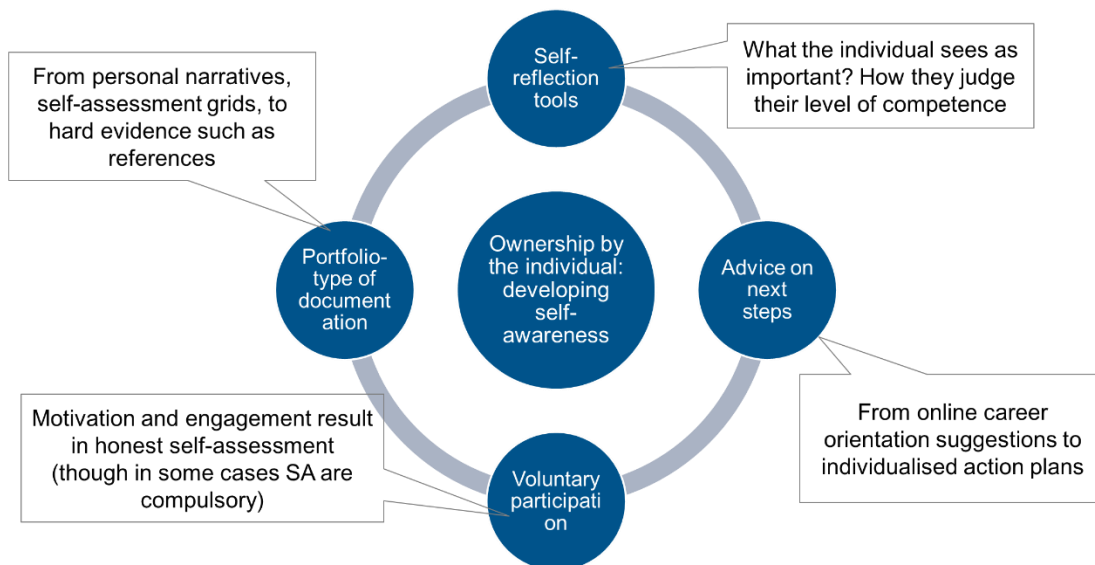 Self-
reflection
tools
What the individual sees as
important? How they judge
their level of competence
From personal narratives,
self-assessment grids, to
hard evidence such as
references
Portfolio-
type of
document
ation
Ownership by
the individual:
developing
self-
awareness
Advice on
next
steps
From online career
orientation suggestions to
individualised action plans
Motivation and engagement result
in honest self-assessment
(though in some cases SA are
compulsory)
Voluntary
participati
on